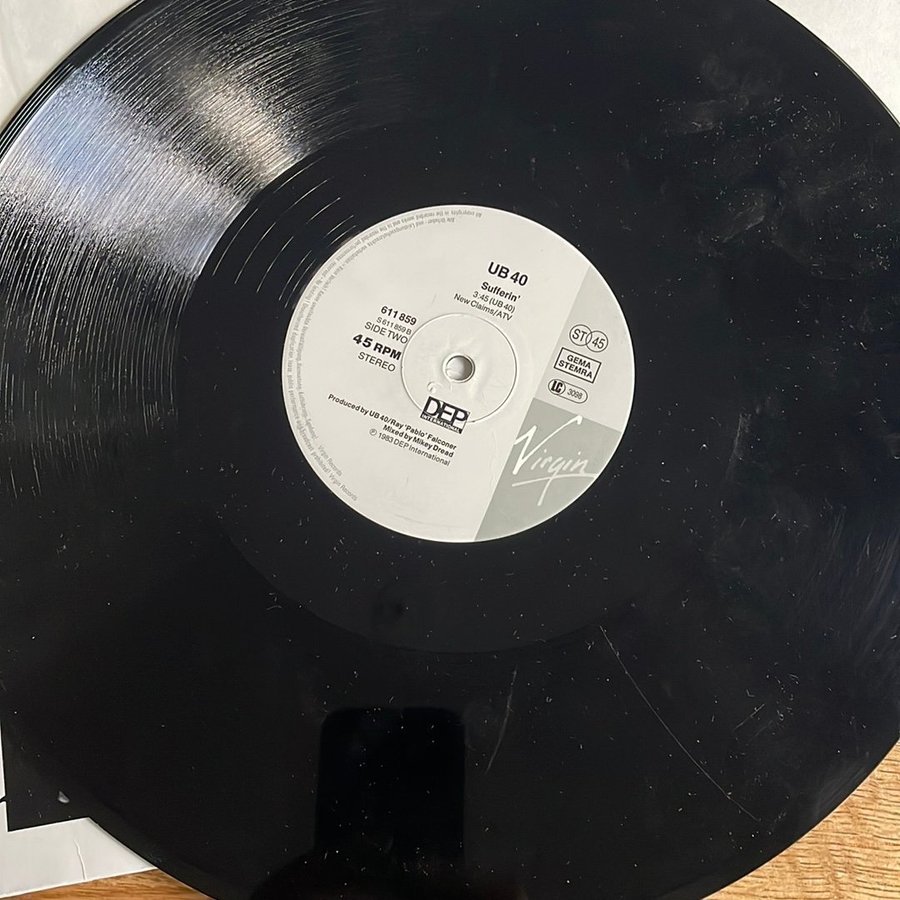 UB 40
Sufferin'
3:45 (UB 40)
New Claims/ATV
611 859
S 611 859 B
SIDE TWO
45 RPM
STEREO
ST 45
GEMA
STEMRA
LC 3098
DEP
INTERNATIONAL
Produced by UB 40/Ray 'Pablo' Falconer
Mixed by Mikey Dread
℗ 1983 DEP International
Virgin